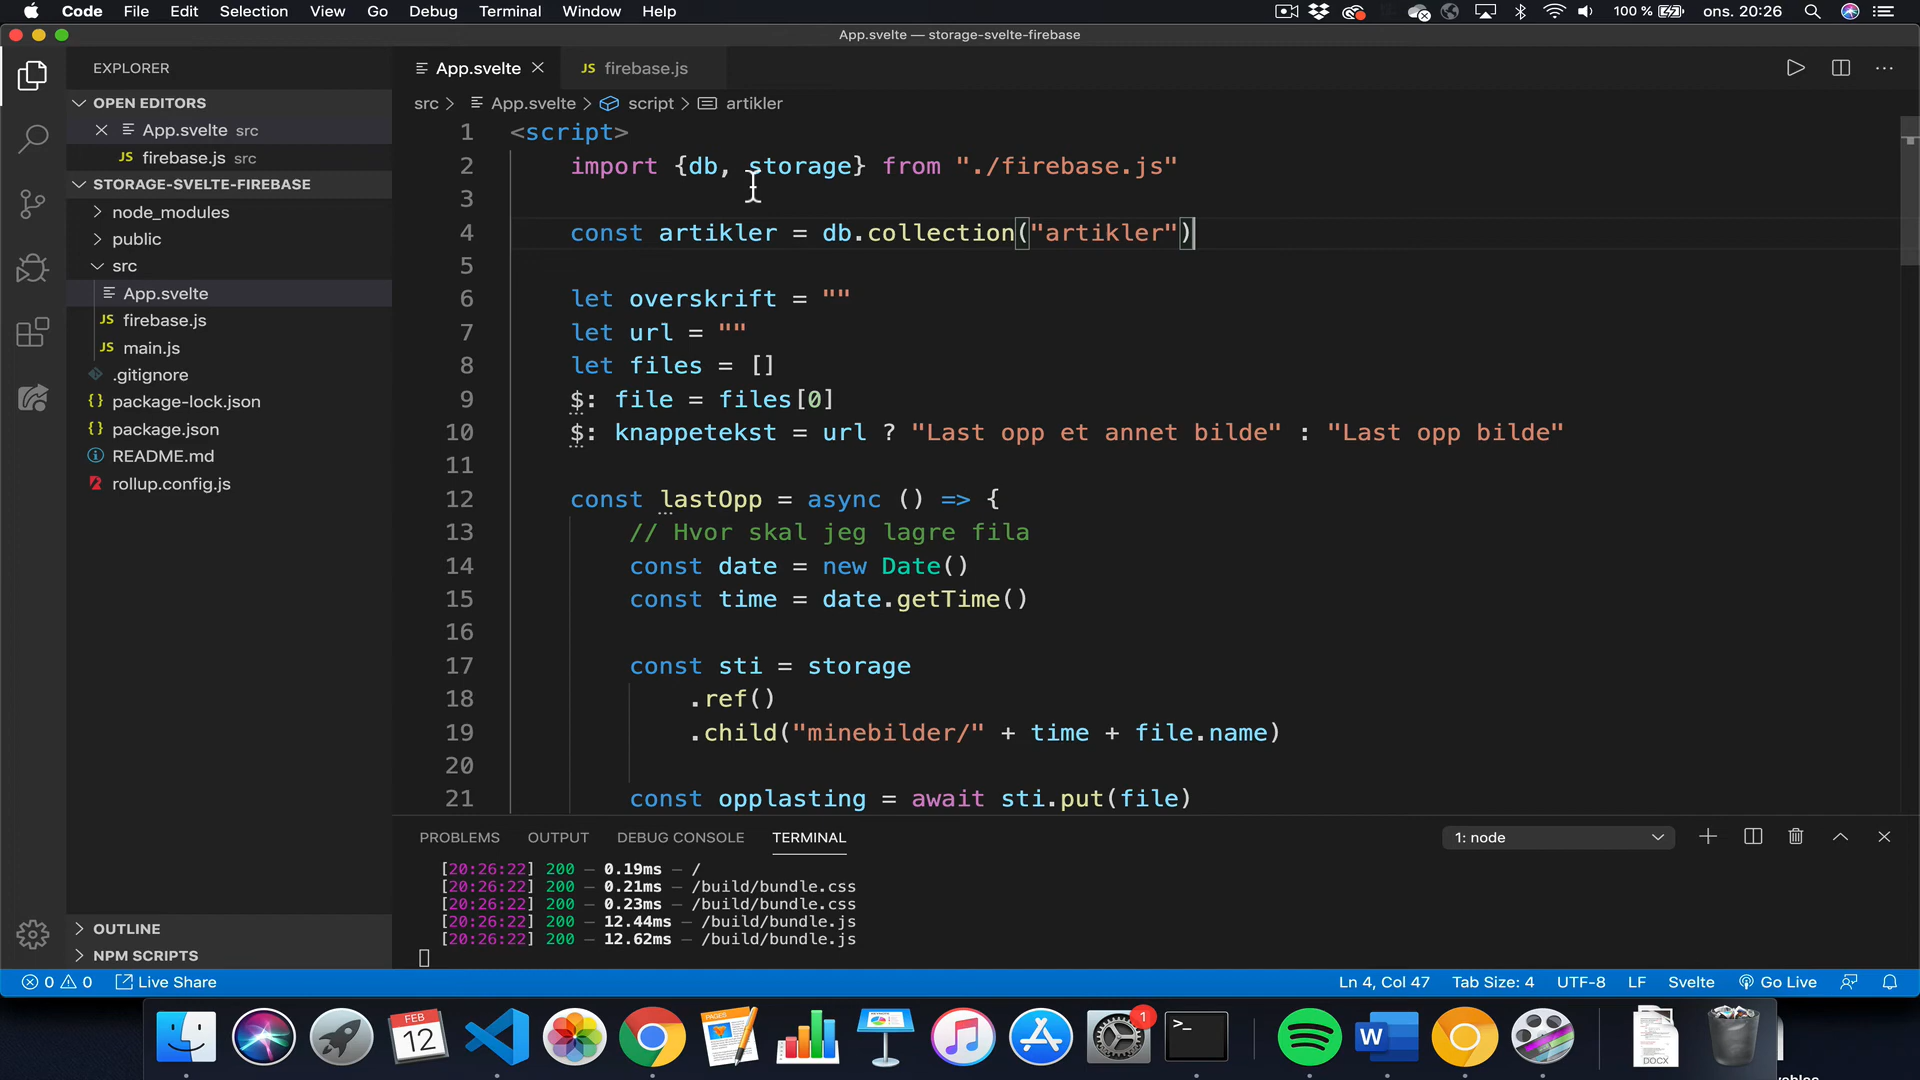 Code File Edit Selection View Go Debug Terminal Window Help 100 % ons. 20:26
App.svelte — storage-svelte-firebase
EXPLORER
App.svelte
JS firebase.js
OPEN EDITORS
App.svelte src
JS firebase.js src
STORAGE-SVELTE-FIREBASE
node_modules
public
src
App.svelte
JS firebase.js
JS main.js
.gitignore
{} package-lock.json
{} package.json
README.md
rollup.config.js
OUTLINE
NPM SCRIPTS
src > App.svelte > script > artikler
1 <script>
2 import {db, storage} from "./firebase.js"
3
4 const artikler = db.collection("artikler")
5
6 let overskrift = ""
7 let url = ""
8 let files = []
9 $: file = files[0]
10 $: knappetekst = url ? "Last opp et annet bilde" : "Last opp bilde"
11
12 const lastOpp = async () => {
13 // Hvor skal jeg lagre fila
14 const date = new Date()
15 const time = date.getTime()
16
17 const sti = storage
18 .ref()
19 .child("minebilder/" + time + file.name)
20
21 const opplasting = await sti.put(file)
PROBLEMS OUTPUT DEBUG CONSOLE TERMINAL 1: node
[20:26:22] 200 — 0.19ms — /
[20:26:22] 200 — 0.21ms — /build/bundle.css
[20:26:22] 200 — 0.23ms — /build/bundle.css
[20:26:22] 200 — 12.44ms — /build/bundle.js
[20:26:22] 200 — 12.62ms — /build/bundle.js
0 0 Live Share Ln 4, Col 47 Tab Size: 4 UTF-8 LF Svelte Go Live
FEB
12
PAGES
1
>_
W
DOCX